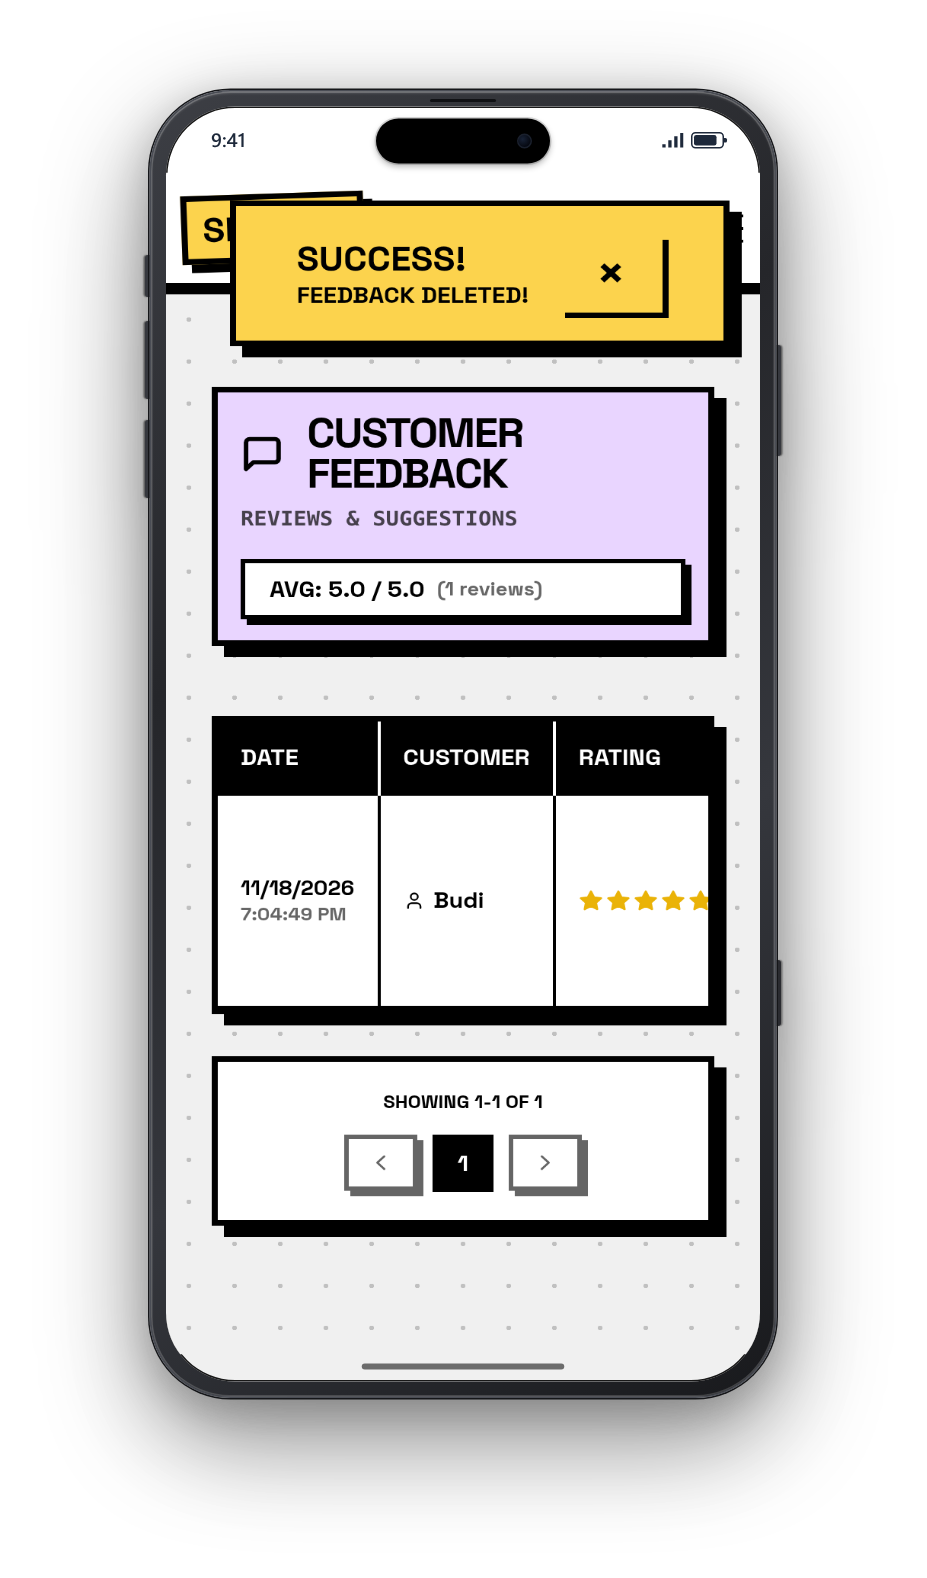 9:41
SUCCESS!
FEEDBACK DELETED!
CUSTOMER
FEEDBACK
REVIEWS & SUGGESTIONS
AVG: 5.0 / 5.0 (1 reviews)
DATE CUSTOMER RATING
11/18/2026
7:04:49 PM
Budi
SHOWING 1-1 OF 1
1